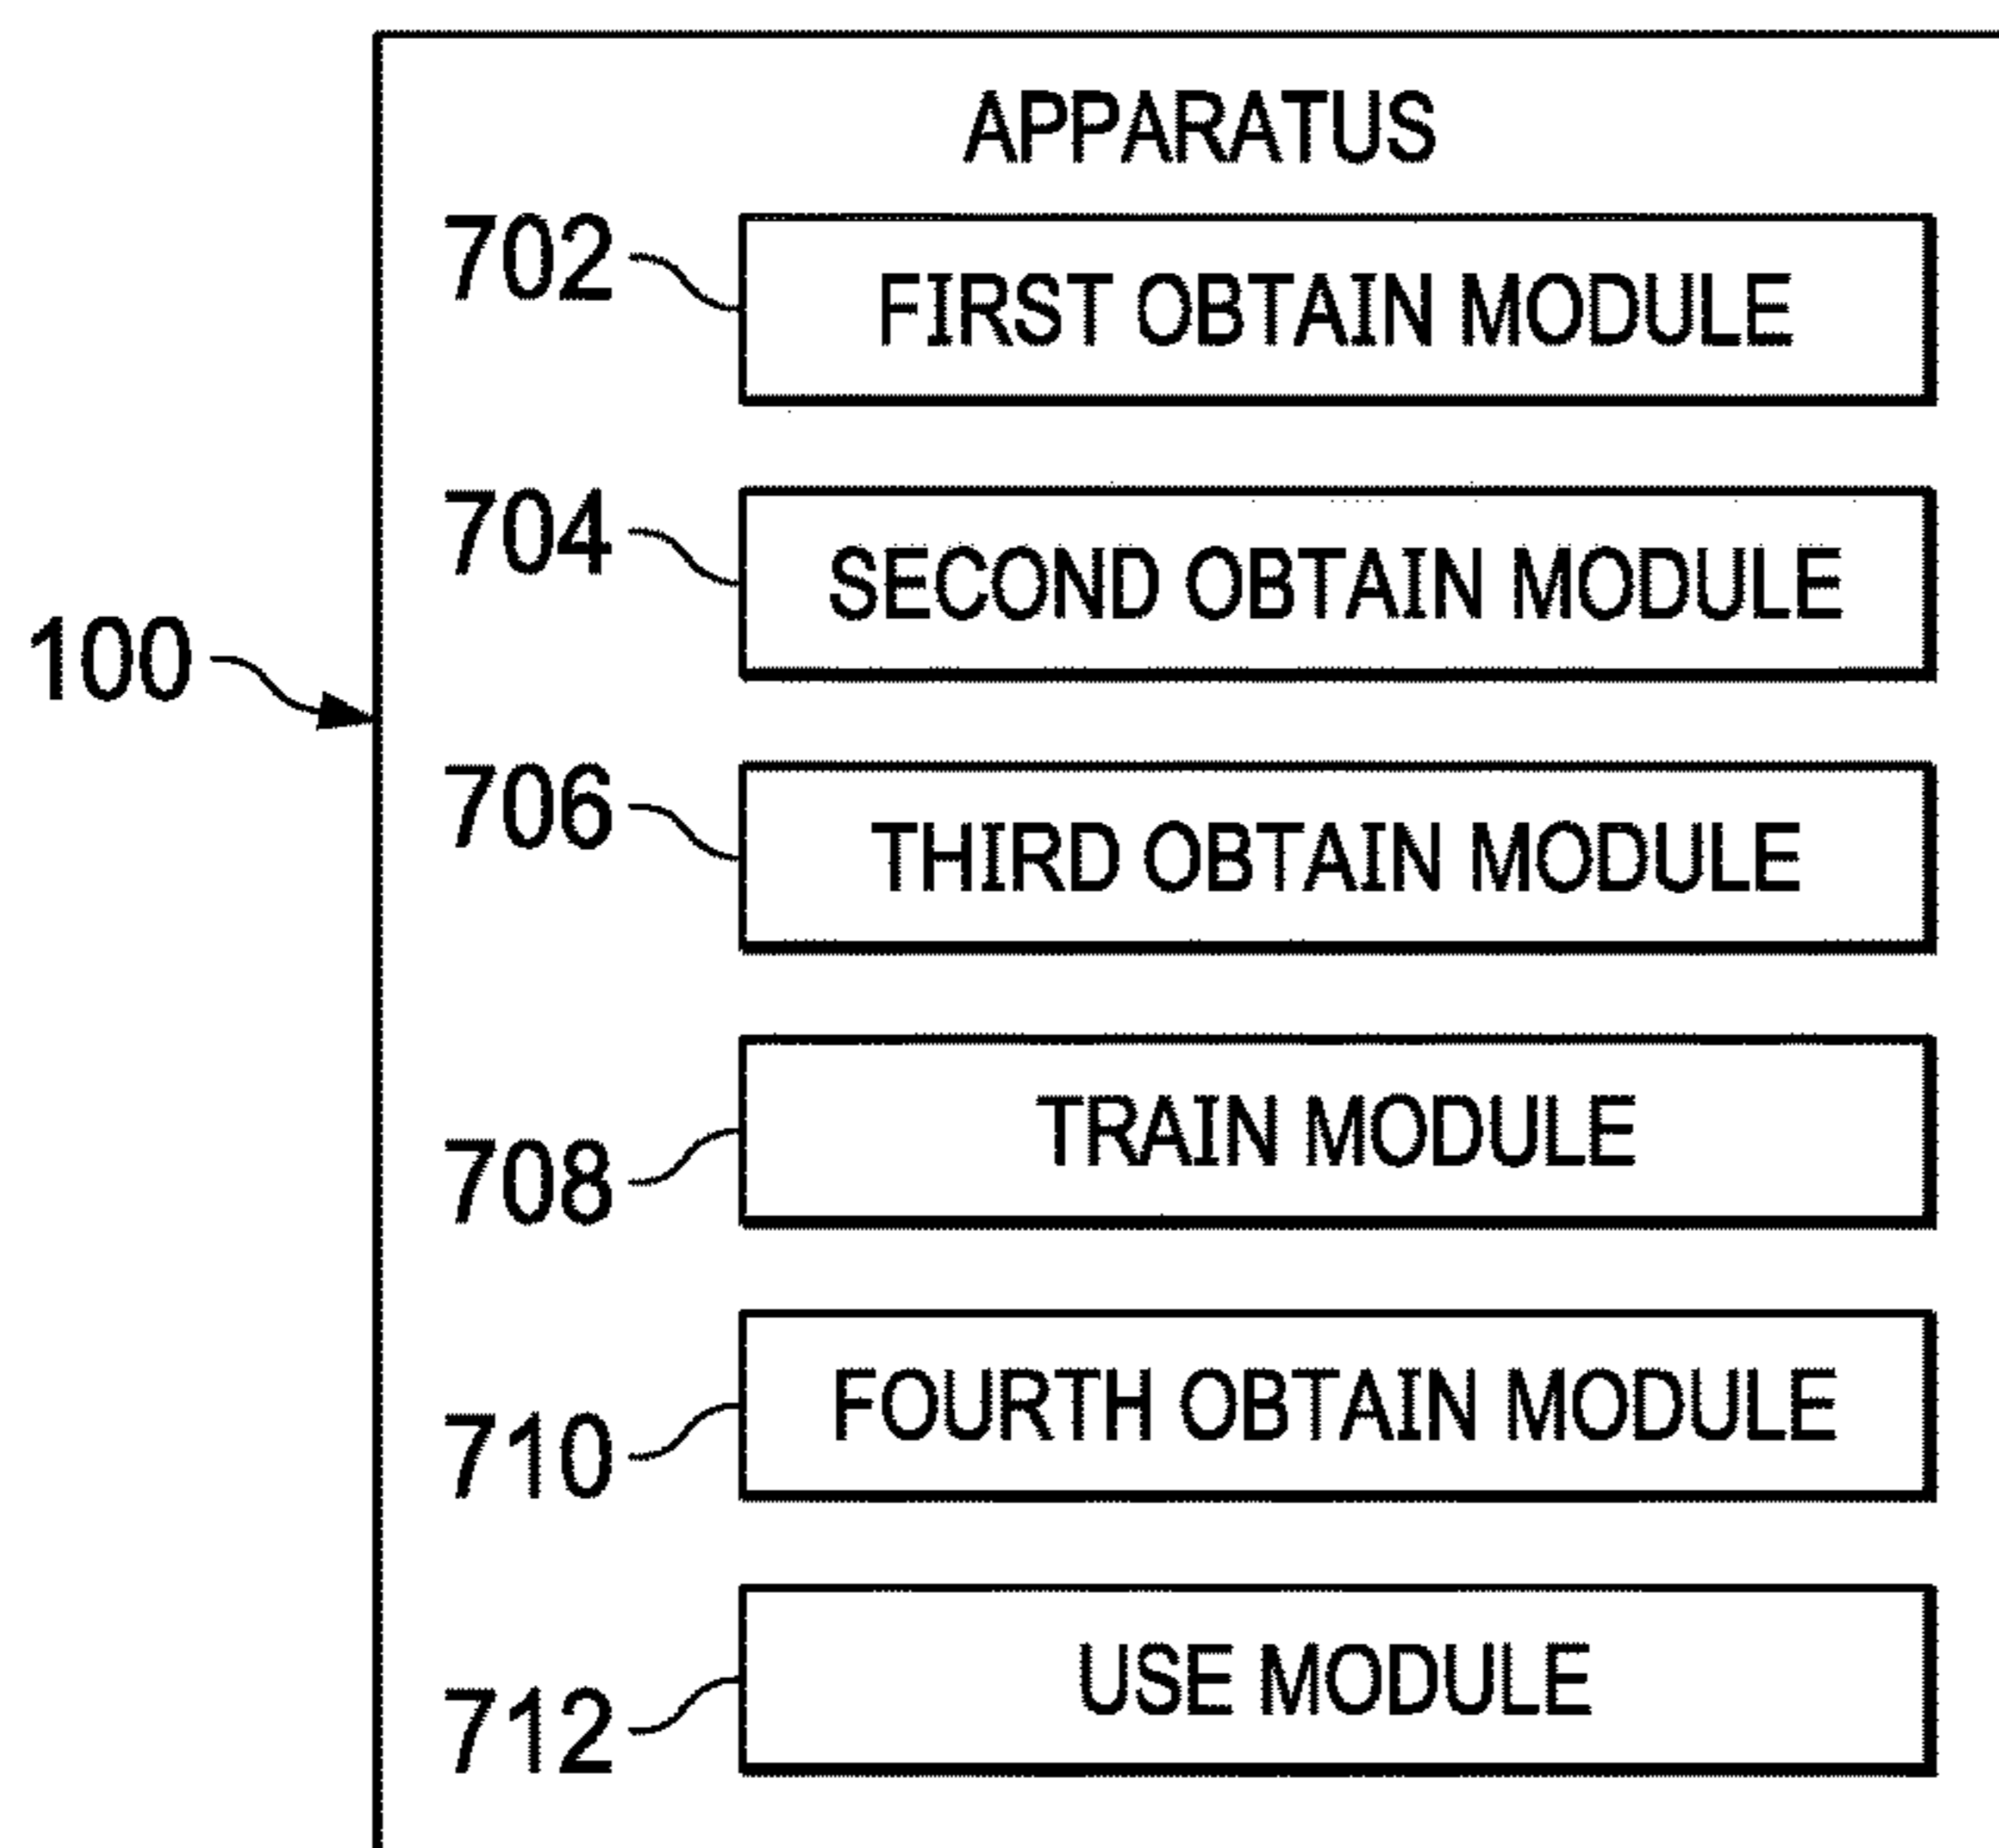 APPARATUS
702 FIRST OBTAIN MODULE
704 SECOND OBTAIN MODULE
100
706 THIRD OBTAIN MODULE
708 TRAIN MODULE
710 FOURTH OBTAIN MODULE
712 USE MODULE